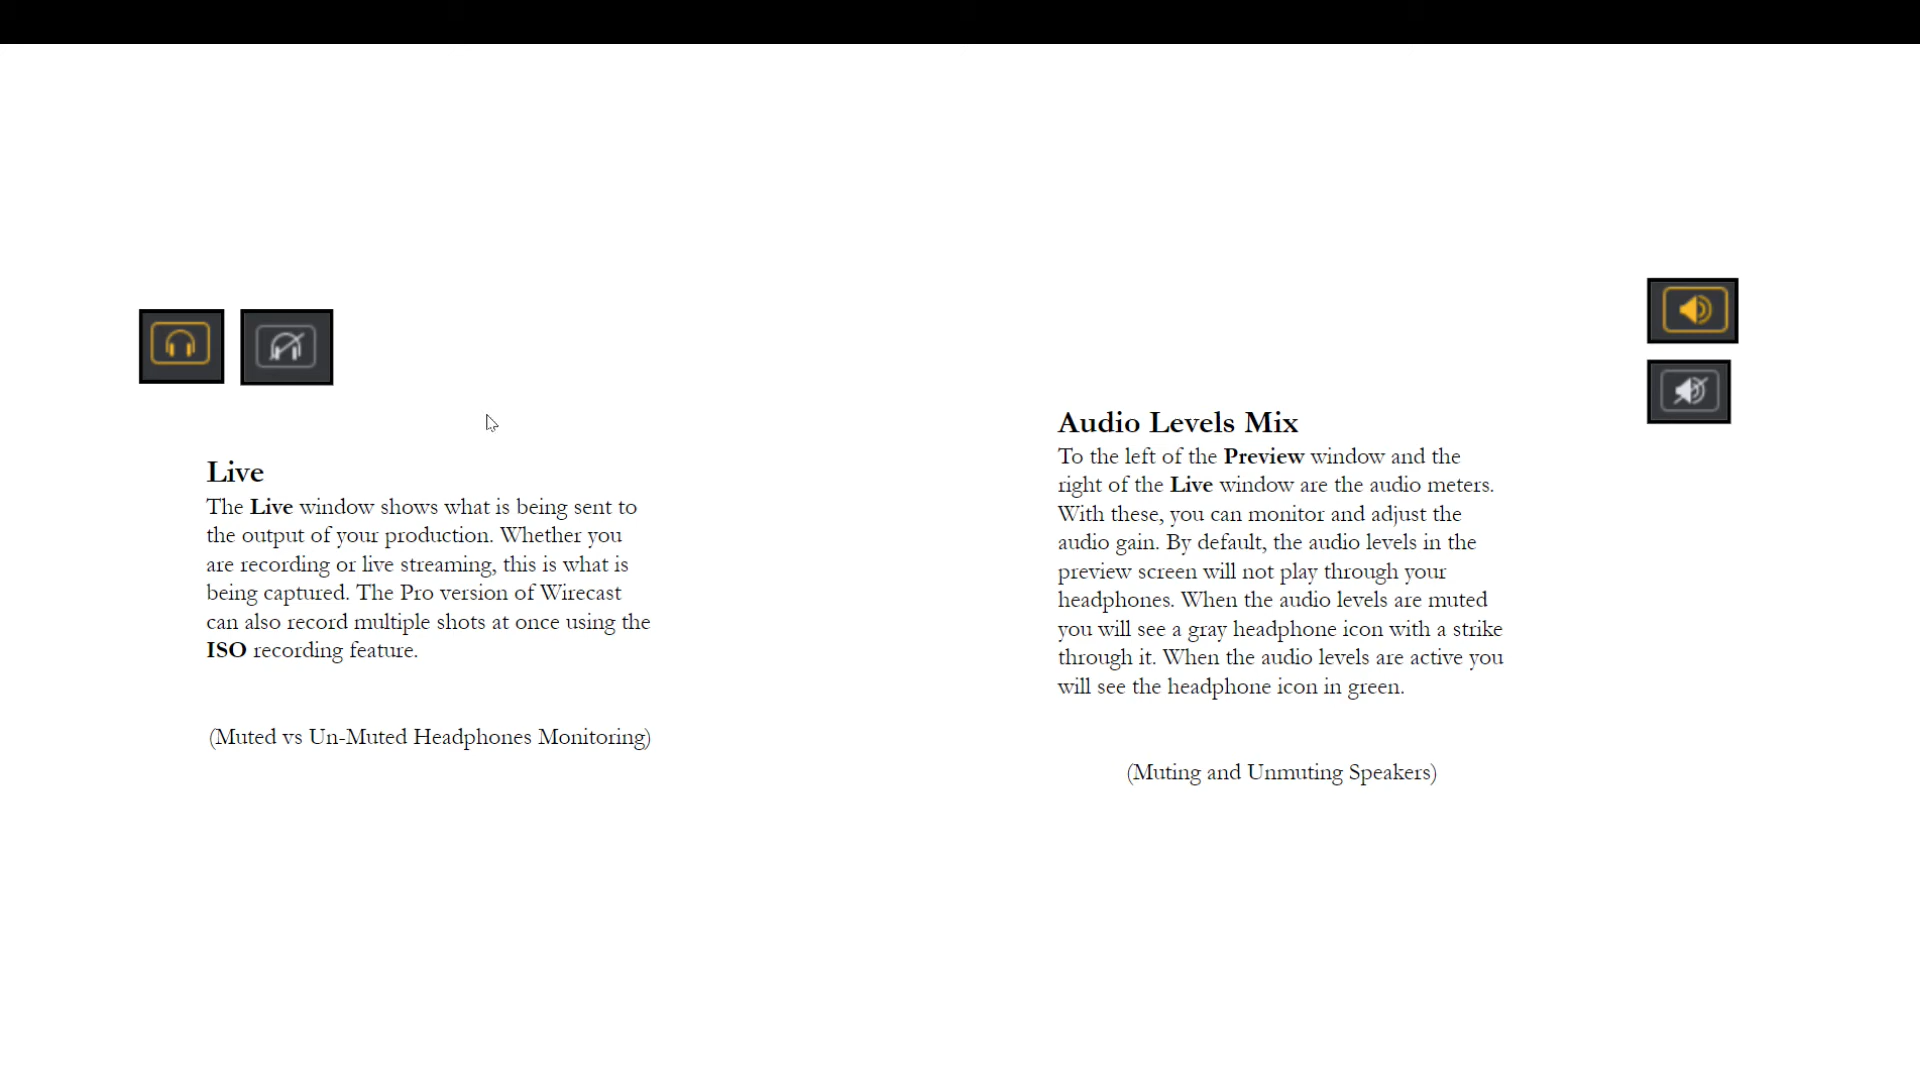 Live
The Live window shows what is being sent to
the output of your production. Whether you
are recording or live streaming, this is what is
being captured. The Pro version of Wirecast
can also record multiple shots at once using the
ISO recording feature.
(Muted vs Un-Muted Headphones Monitoring)
Audio Levels Mix
To the left of the Preview window and the
right of the Live window are the audio meters.
With these, you can monitor and adjust the
audio gain. By default, the audio levels in the
preview screen will not play through your
headphones. When the audio levels are muted
you will see a gray headphone icon with a strike
through it. When the audio levels are active you
will see the headphone icon in green.
(Muting and Unmuting Speakers)